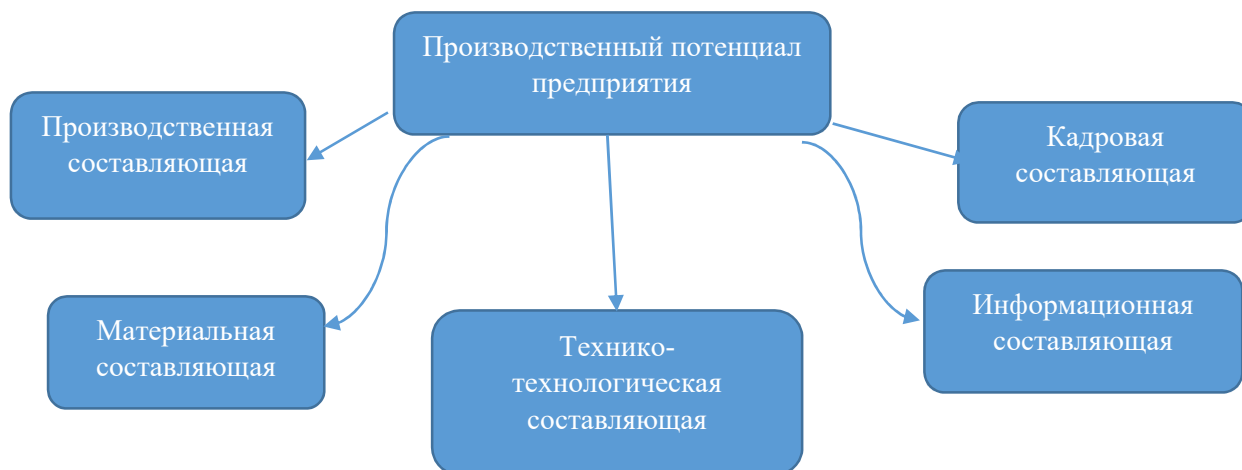 Производственный потенциал
предприятия
Производственная
составляющая
Кадровая
составляющая
Материальная
составляющая
Технико-
технологическая
составляющая
Информационная
составляющая